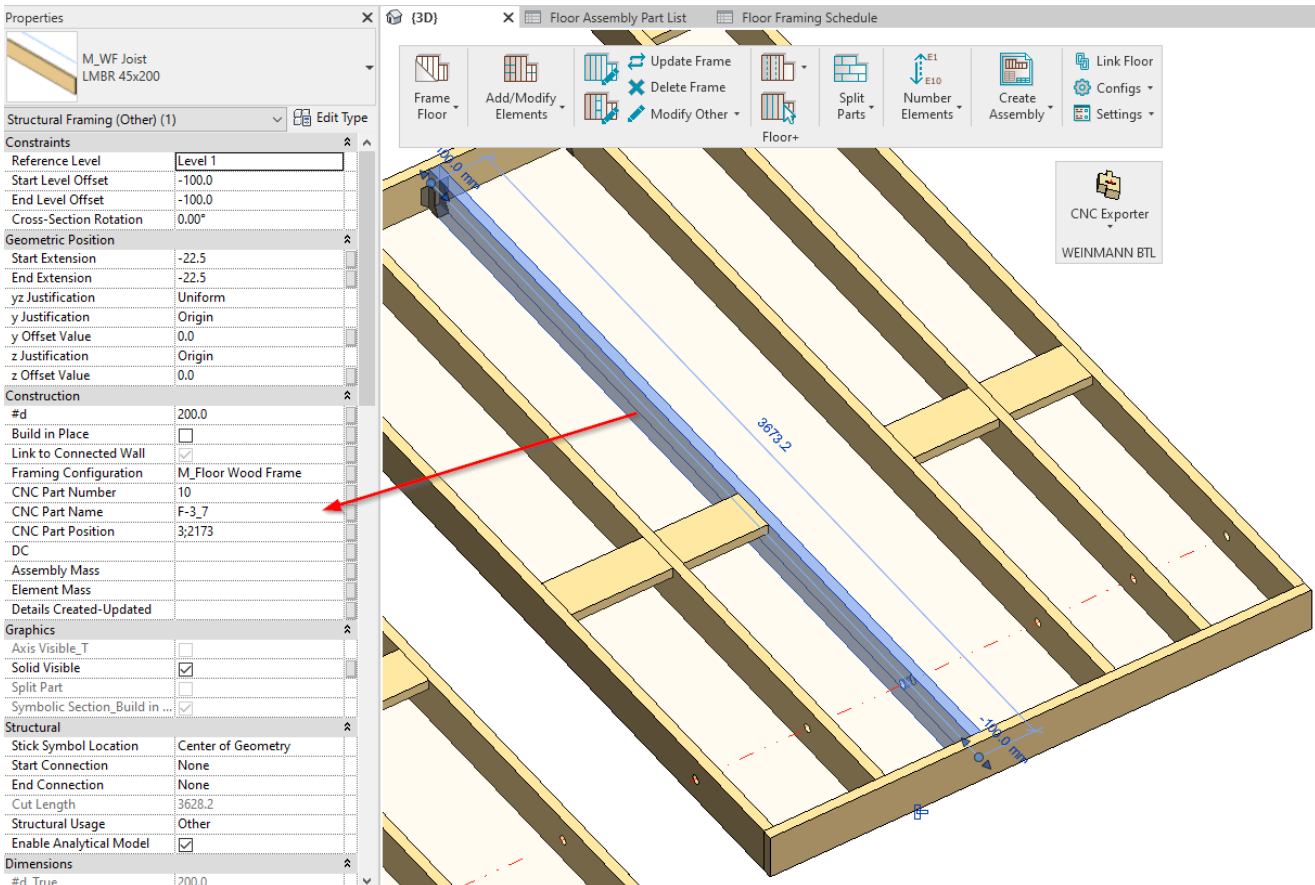 Properties
M_WF Joist
LMBR 45x200
Structural Framing (Other) (1)
Edit Type
Constraints
Reference Level Level 1
Start Level Offset -100.0
End Level Offset -100.0
Cross-Section Rotation 0.00°
Geometric Position
Start Extension -22.5
End Extension -22.5
yz Justification Uniform
y Justification Origin
y Offset Value 0.0
z Justification Origin
z Offset Value 0.0
Construction
#d 200.0
Build in Place
Link to Connected Wall
Framing Configuration M_Floor Wood Frame
CNC Part Number 10
CNC Part Name F-3_7
CNC Part Position 3;2173
DC
Assembly Mass
Element Mass
Details Created-Updated
Graphics
Axis Visible_T
Solid Visible
Split Part
Symbolic Section_Build in ...
Structural
Stick Symbol Location Center of Geometry
Start Connection None
End Connection None
Cut Length 3628.2
Structural Usage Other
Enable Analytical Model
Dimensions
#d_True 200.0
{3D}
Floor Assembly Part List
Floor Framing Schedule
Frame
Floor
Add/Modify
Elements
Update Frame
Delete Frame
Modify Other
Split
Parts
E1
E10
Number
Elements
Create
Assembly
Link Floor
Configs
Settings
Floor+
CNC Exporter
WEINMANN BTL
-100.0 mm
3673.2
-100.0 mm